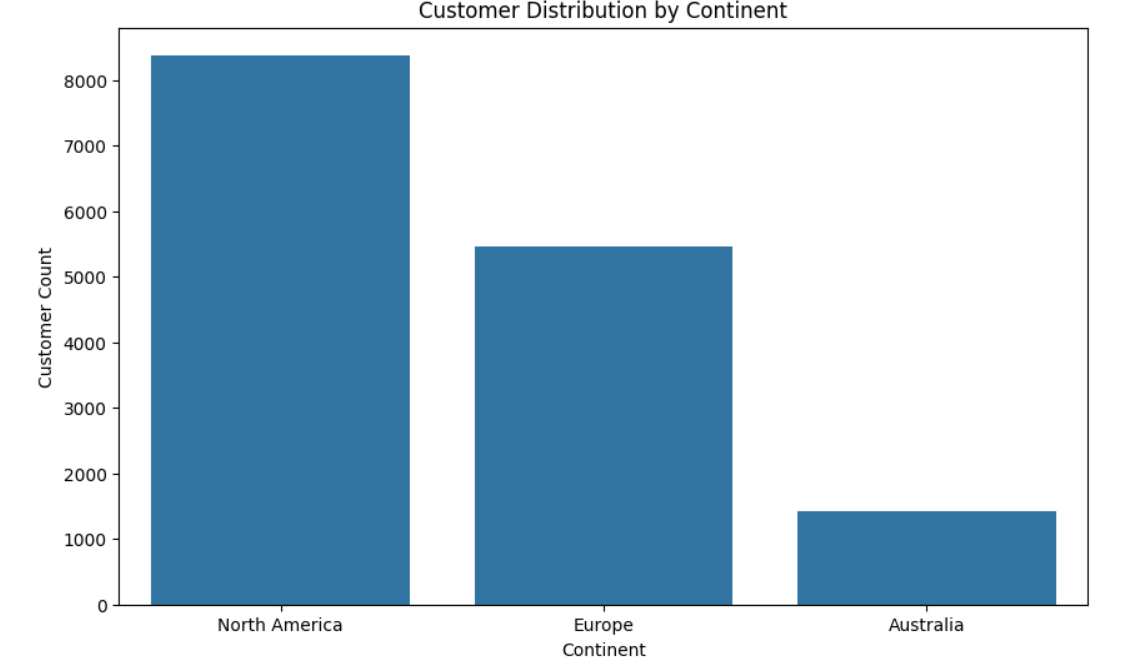 Customer Distribution by Continent
Customer Count
8000
7000
6000
5000
4000
3000
2000
1000
0
North America Europe Australia
Continent